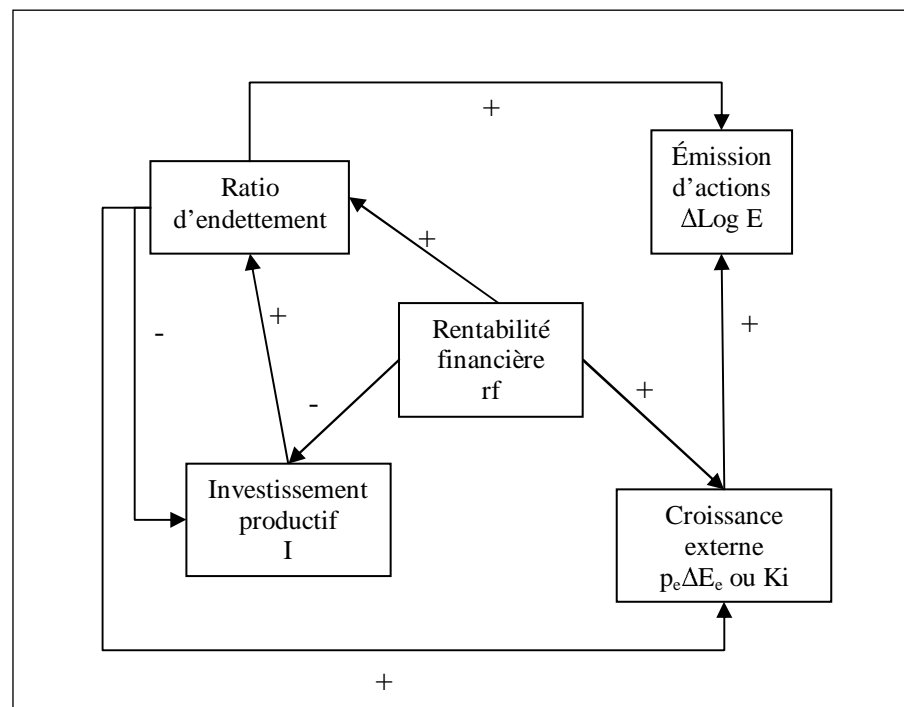 +
Émission
d'actions
ΔLog E
Ratio
d'endettement
+
+
+
Rentabilité
financière
rf
-
-
+
Investissement
productif
I
Croissance
externe
pₑΔEₑ ou Ki
+